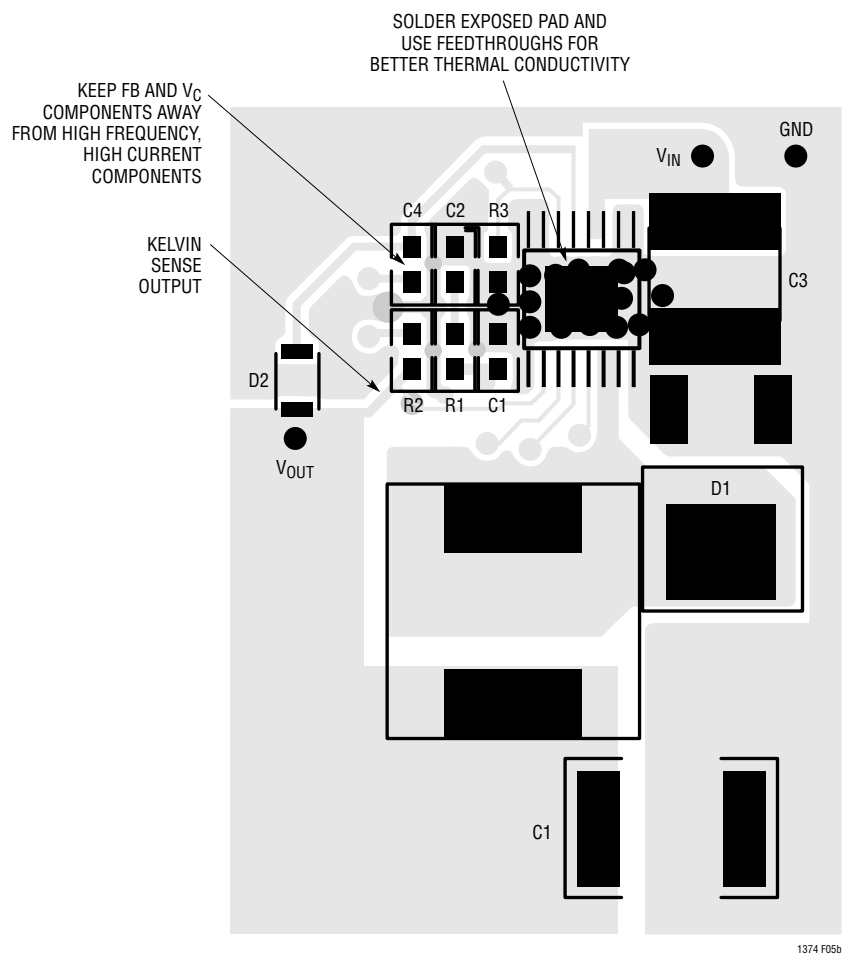 SOLDER EXPOSED PAD AND
USE FEEDTHROUGHS FOR
BETTER THERMAL CONDUCTIVITY
KEEP FB AND VC
COMPONENTS AWAY
FROM HIGH FREQUENCY,
HIGH CURRENT
COMPONENTS
GND
VIN
C4 C2 R3
KELVIN
SENSE
OUTPUT
C3
D2
R2 R1 C1
VOUT
D1
C1
1374 F05b